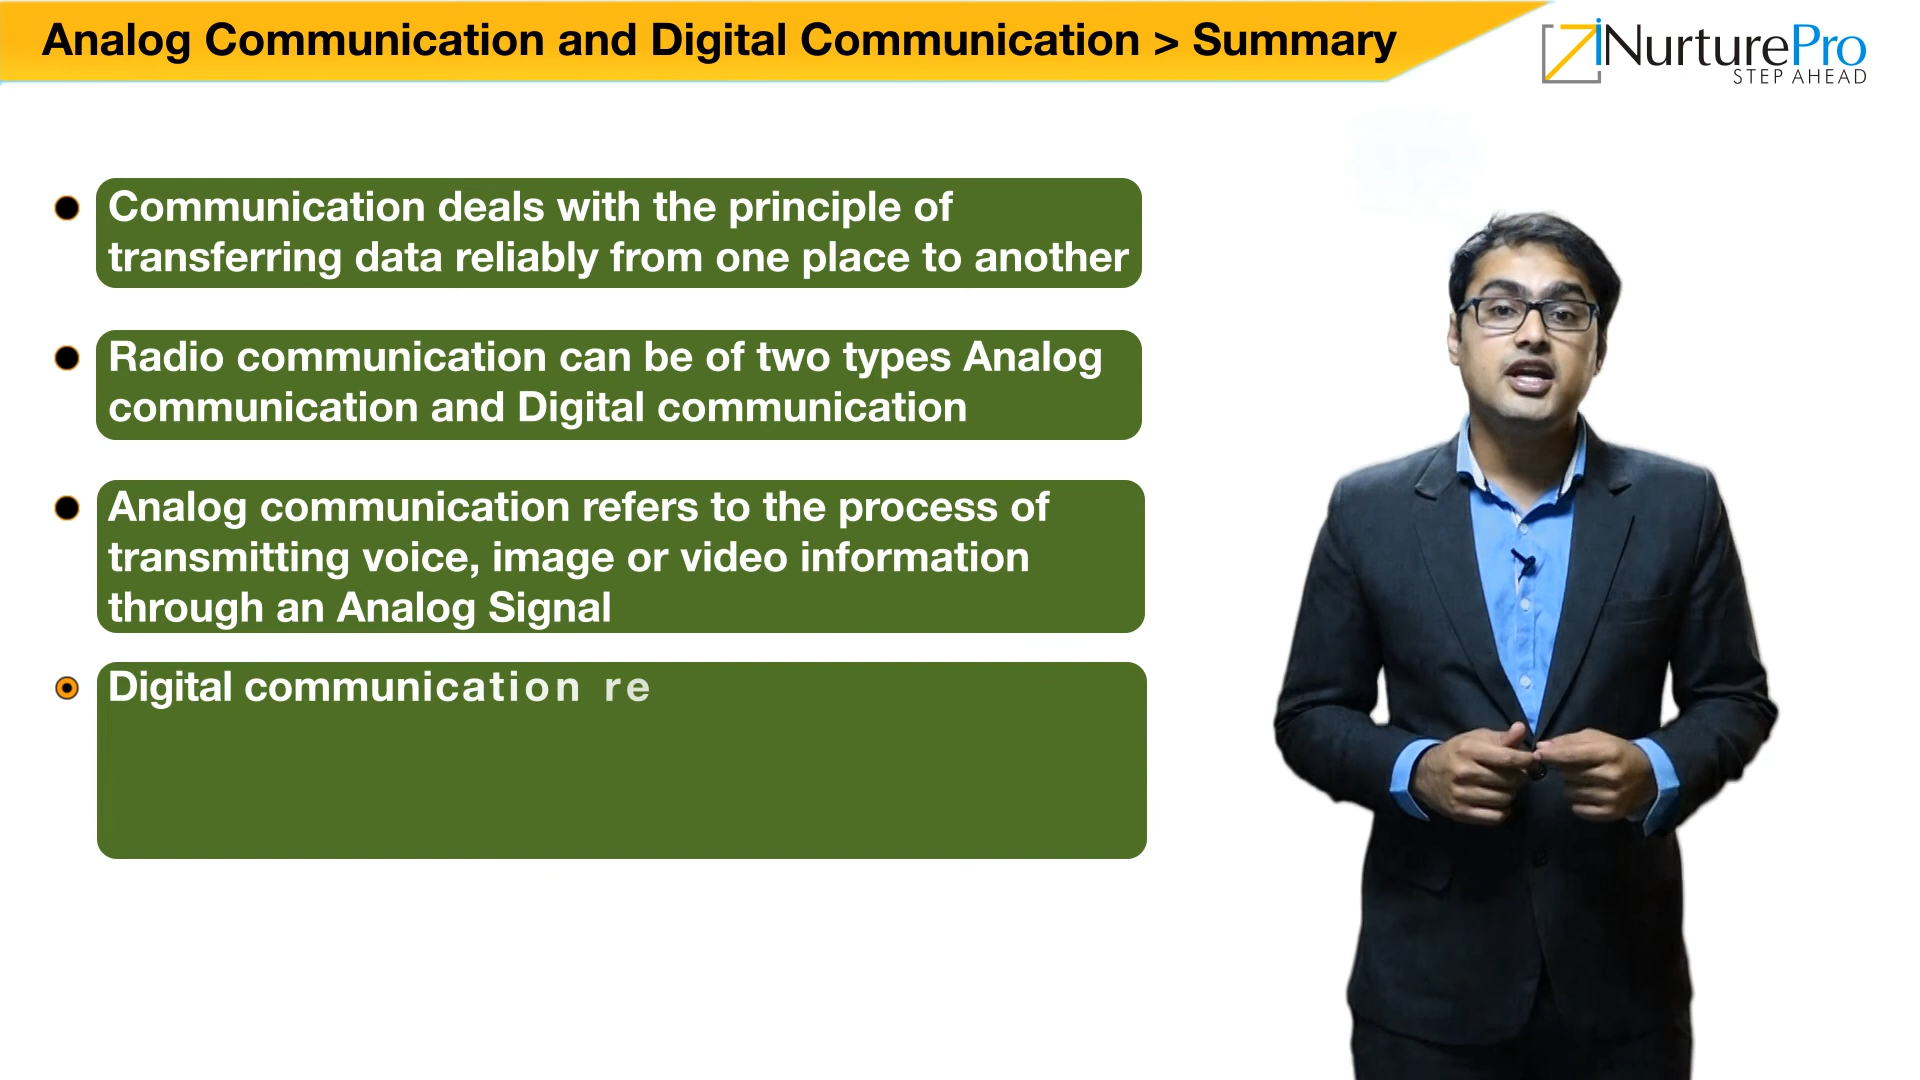 Analog Communication and Digital Communication > Summary
iNurturePro
STEP AHEAD
Communication deals with the principle of
transferring data reliably from one place to another
Radio communication can be of two types Analog
communication and Digital communication
Analog communication refers to the process of
transmitting voice, image or video information
through an Analog Signal
Digital communication re